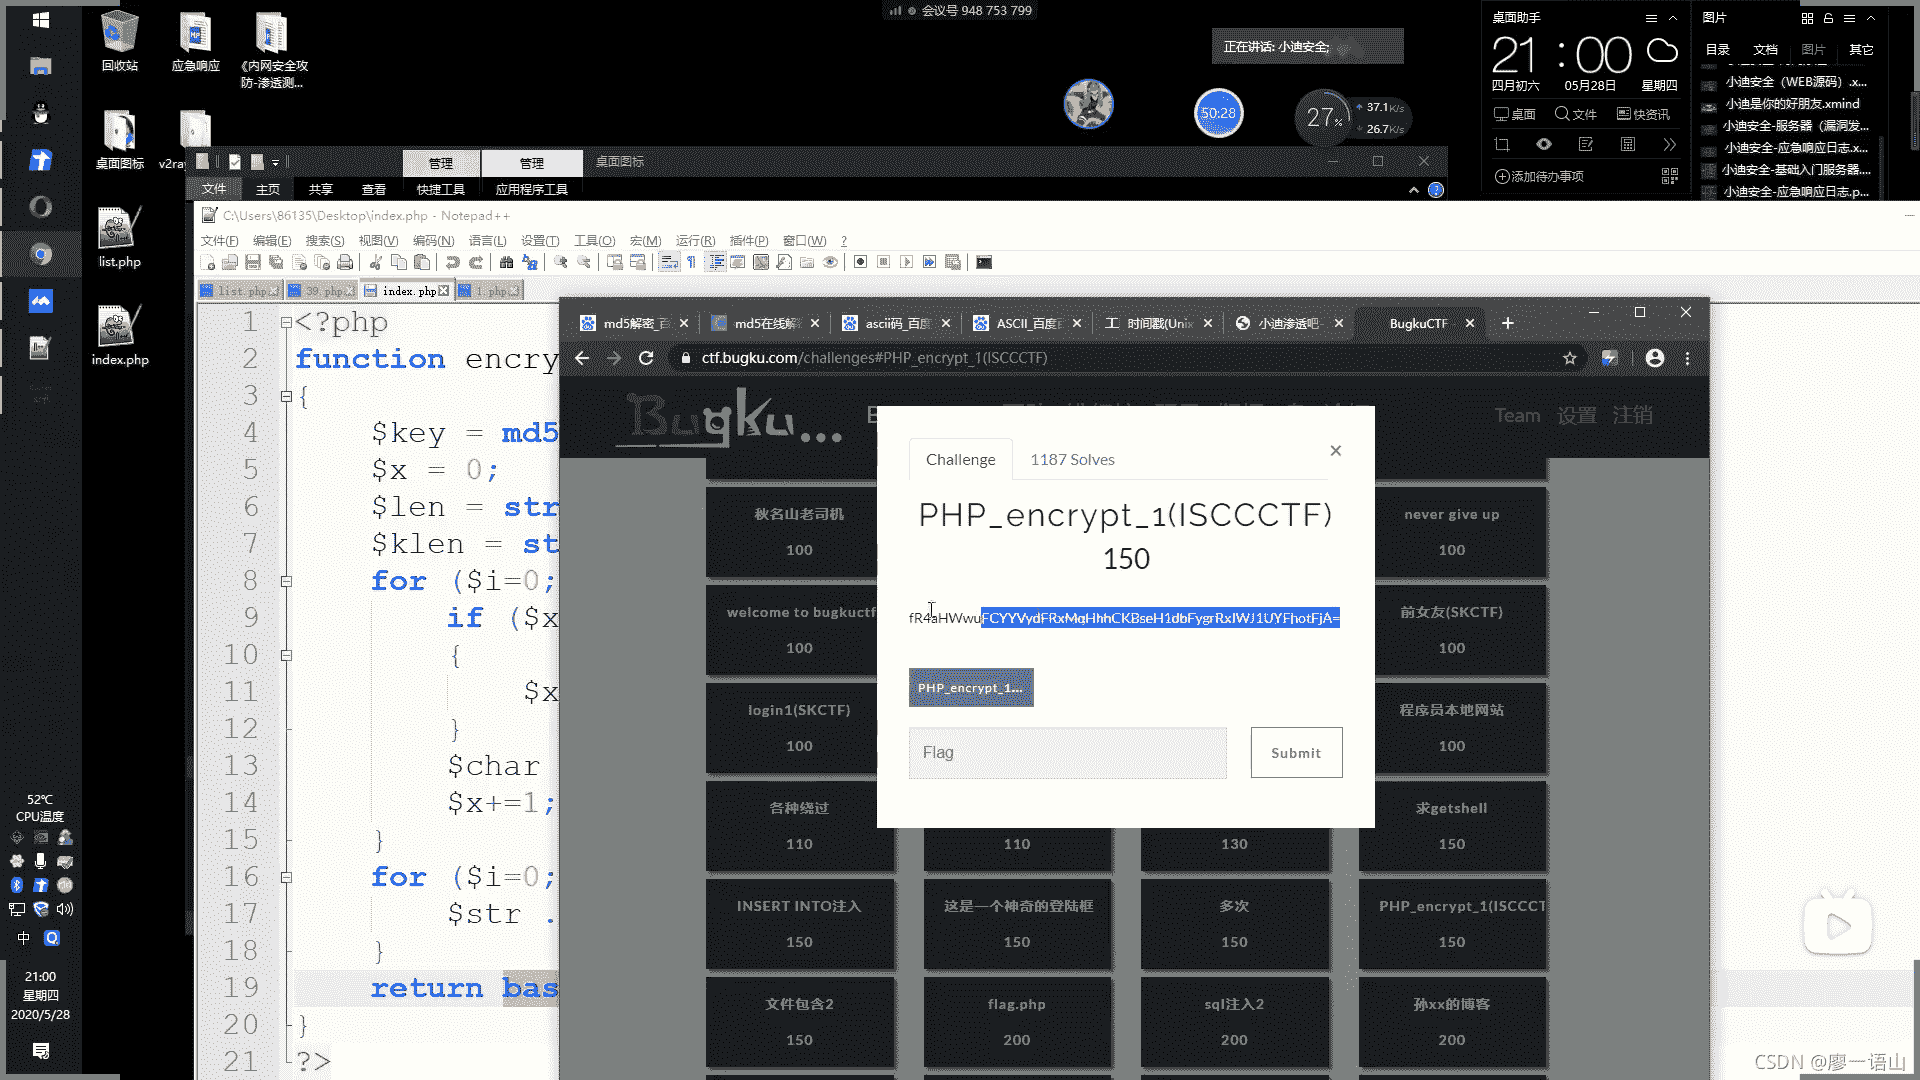 会议号 948 753 799
正在讲话: 小迪安全;
回收站
应急响应
《内网安全攻
防-渗透测...
桌面图标
v2ray
list.php
index.php
50:28
27%
37.1K/s
26.7K/s
桌面助手
21:00
四月初六
05月28日
星期四
桌面
文件
快资讯
添加待办事项
图片
目录
文档
图片
其它
小迪安全（WEB源码）.x...
小迪是你的好朋友.xmind
小迪安全-服务器（漏洞发...
小迪安全-应急响应日志.x...
小迪安全-基础入门服务器....
小迪安全-应急响应日志.p...
管理
管理
桌面图标
文件
主页
共享
查看
快捷工具
应用程序工具
C:\Users\86135\Desktop\index.php - Notepad++
文件(F) 编辑(E) 搜索(S) 视图(V) 编码(N) 语言(L) 设置(T) 工具(O) 宏(M) 运行(R) 插件(P) 窗口(W) ?
list.php
39.php
index.php
1.php
1 <?php
2 function encry
3 {
4 $key = md5
5 $x = 0;
6 $len = str
7 $klen = st
8 for ($i=0;
9 if ($x
10 {
11 $x
12 }
13 $char
14 $x+=1;
15 }
16 for ($i=0;
17 $str .
18 }
19 return bas
20 }
21 ?>
md5解密_百
md5在线解
ascii码_百度
ASCII_百度
时间戳(Unix
小迪渗透吧
BugkuCTF
ctf.bugku.com/challenges#PHP_encrypt_1(ISCCCTF)
Bugku...
Team 设置 注销
Challenge
1187 Solves
PHP_encrypt_1(ISCCCTF)
150
fR4aHWwuFCYYVydFRxMqHhhCKBseH1dbFygrRxIWJ1UYFhotFjA=
PHP_encrypt_1...
Flag
Submit
秋名山老司机
100
never give up
100
welcome to bugkuctf
100
前女友(SKCTF)
100
login1(SKCTF)
100
程序员本地网站
100
各种绕过
110
110
130
求getshell
150
INSERT INTO注入
150
这是一个神奇的登陆框
150
多次
150
PHP_encrypt_1(ISCCCT
150
文件包含2
150
flag.php
200
sql注入2
200
孙xx的博客
200
52℃
CPU温度
中
21:00
星期四
2020/5/28
CSDN @廖一语山